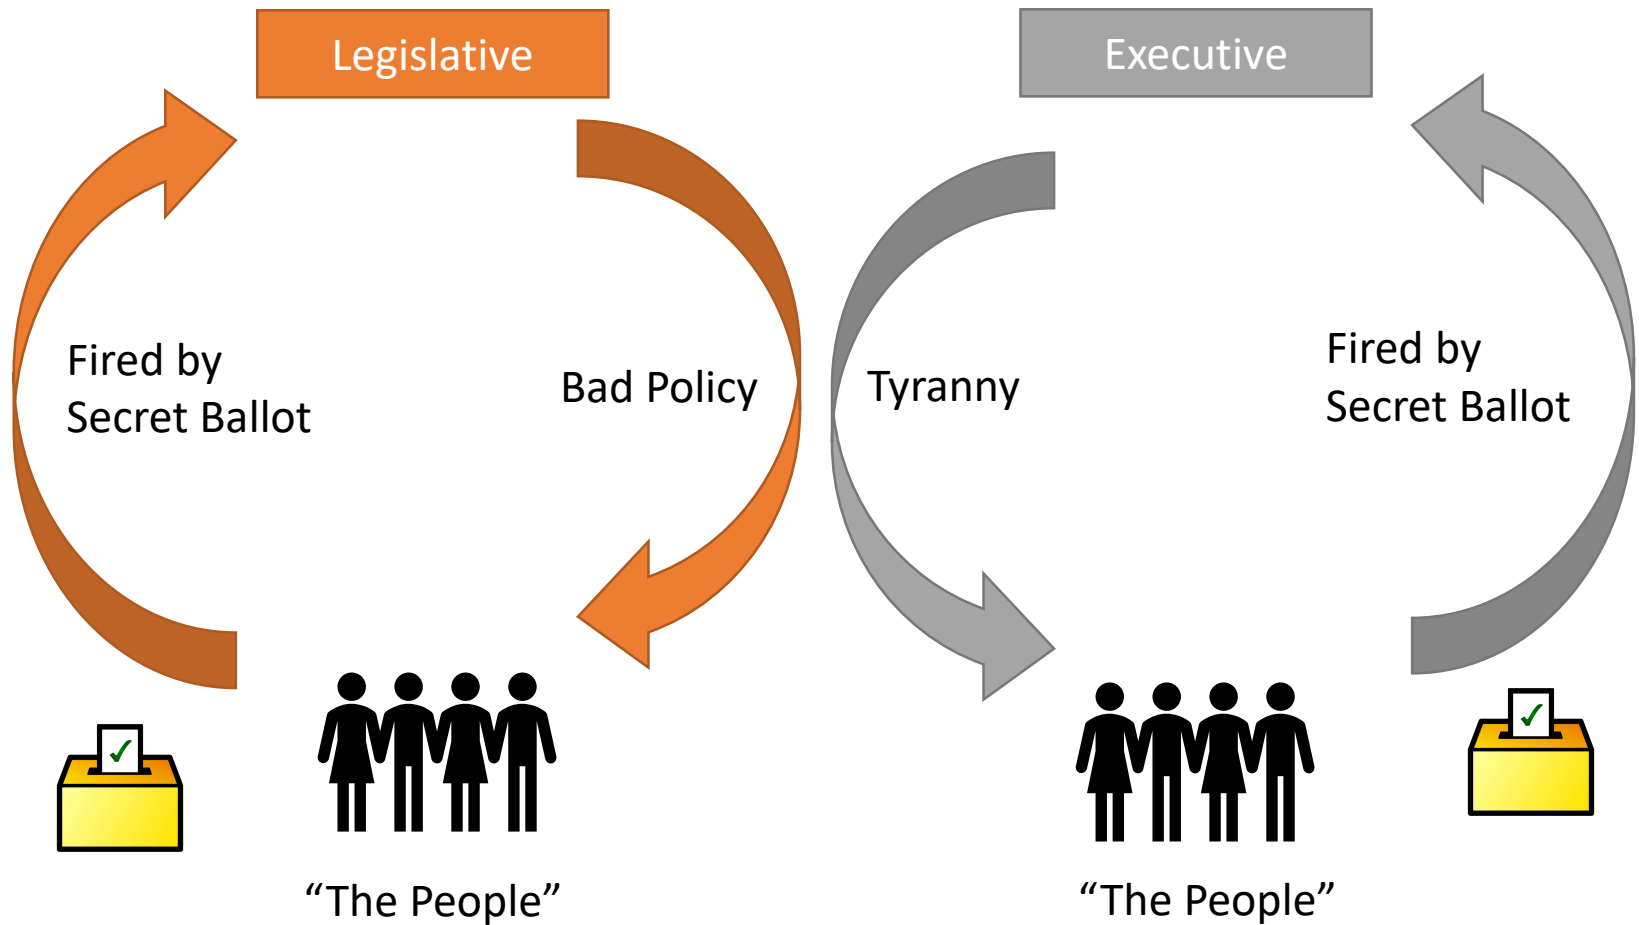 Legislative
Executive
Fired by
Secret Ballot
Bad Policy
Tyranny
Fired by
Secret Ballot
“The People”
“The People”